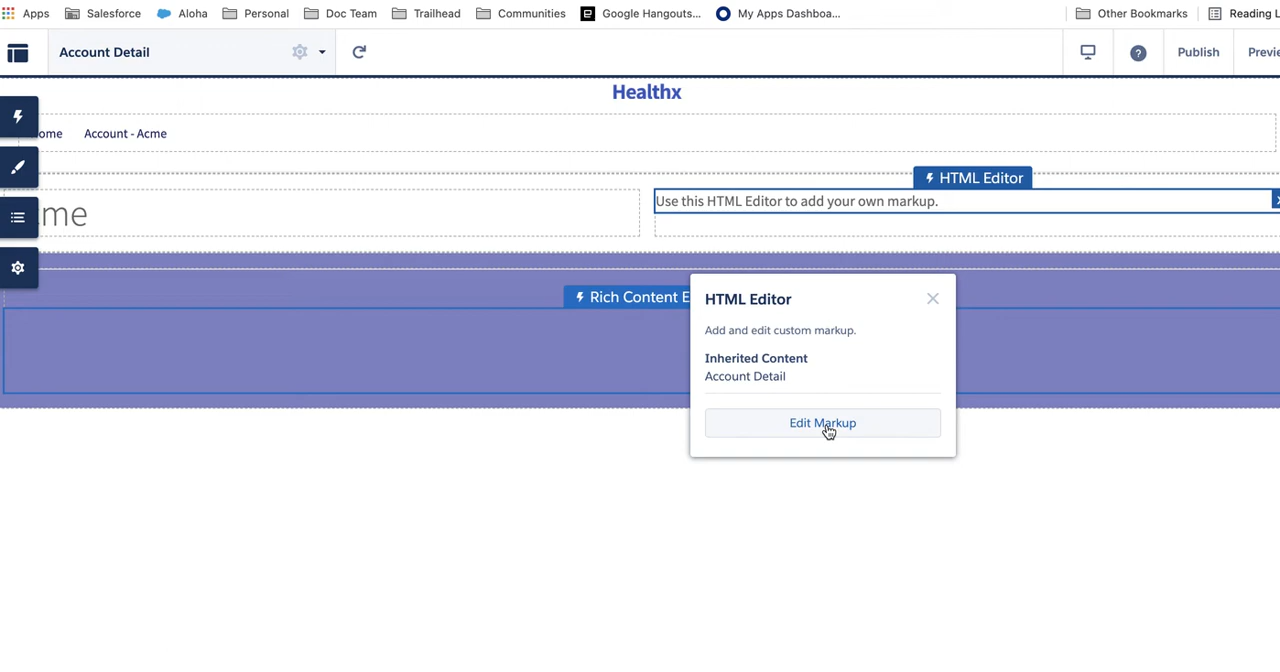 Apps Salesforce Aloha Personal Doc Team Trailhead Communities Google Hangouts... My Apps Dashboa... Other Bookmarks Reading L
Account Detail Publish Previe
Healthx
ome Account - Acme
HTML Editor
Use this HTML Editor to add your own markup.
me
Rich Content E
HTML Editor
Add and edit custom markup.
Inherited Content
Account Detail
Edit Markup